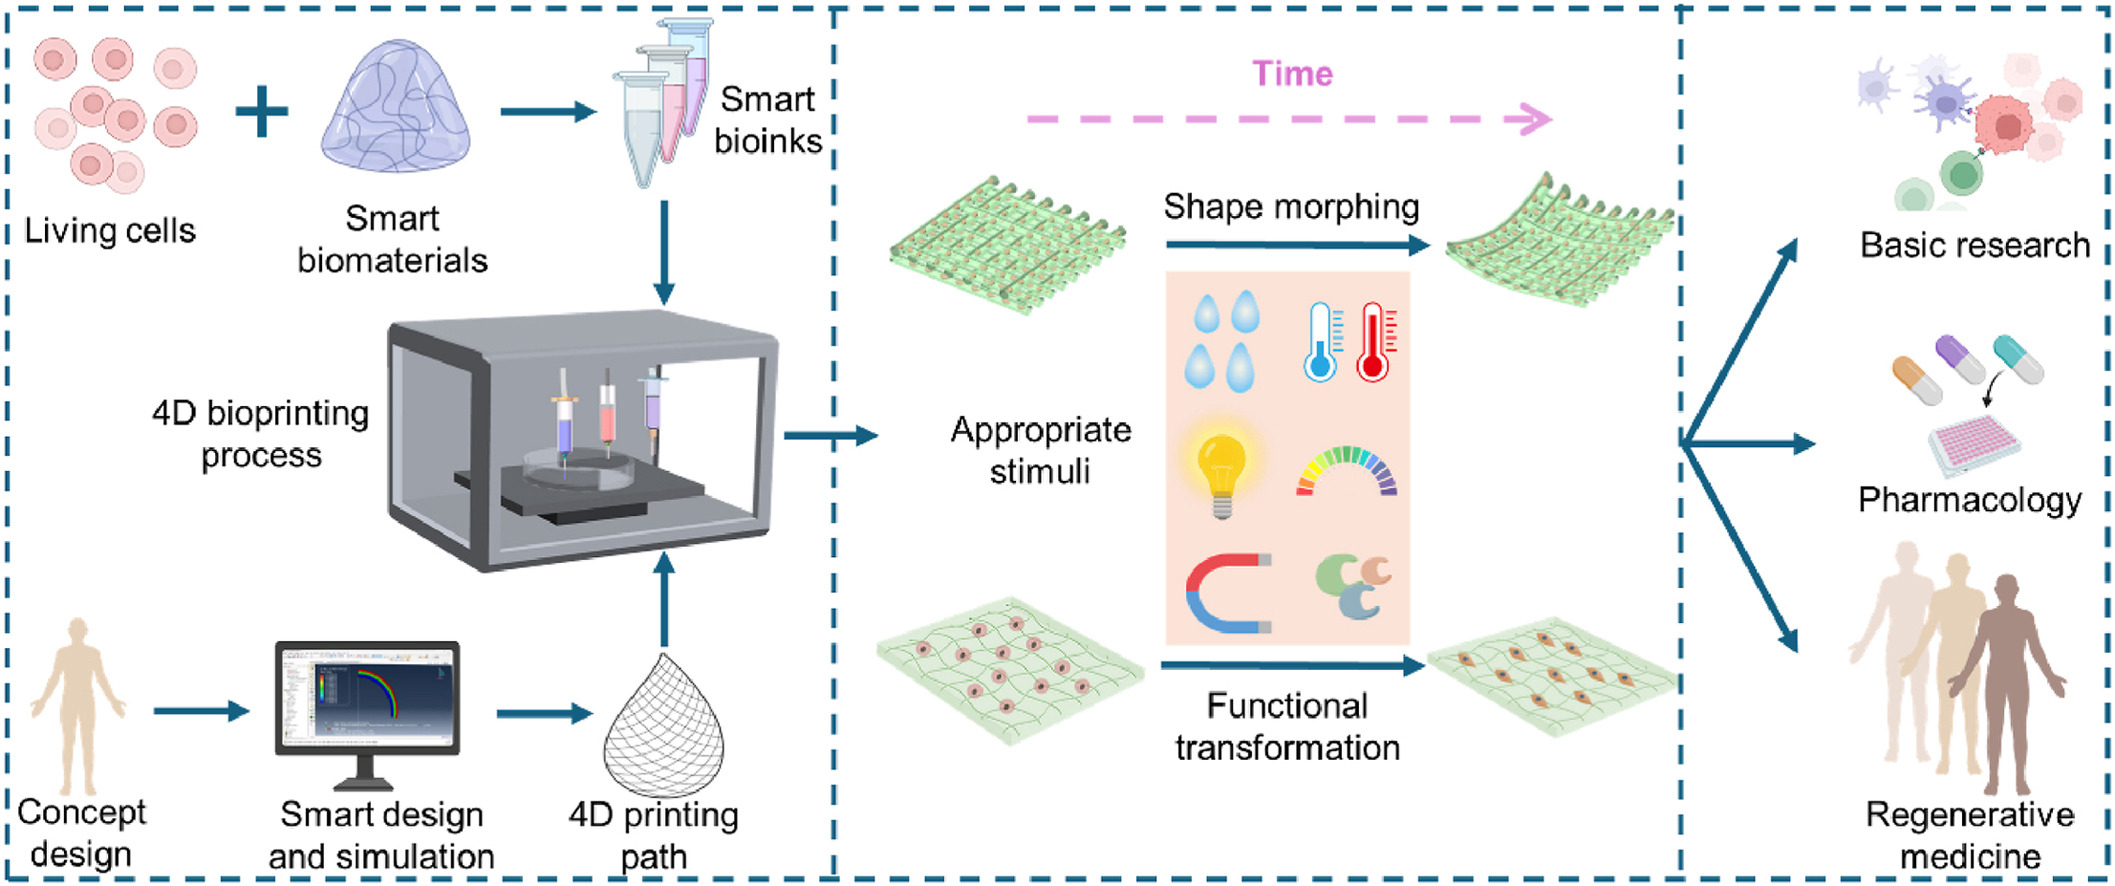 Living cells
Smart
biomaterials
Smart
bioinks
4D bioprinting
process
Concept
design
Smart design
and simulation
4D printing
path
Time
Shape morphing
Appropriate
stimuli
Functional
transformation
Basic research
Pharmacology
Regenerative
medicine